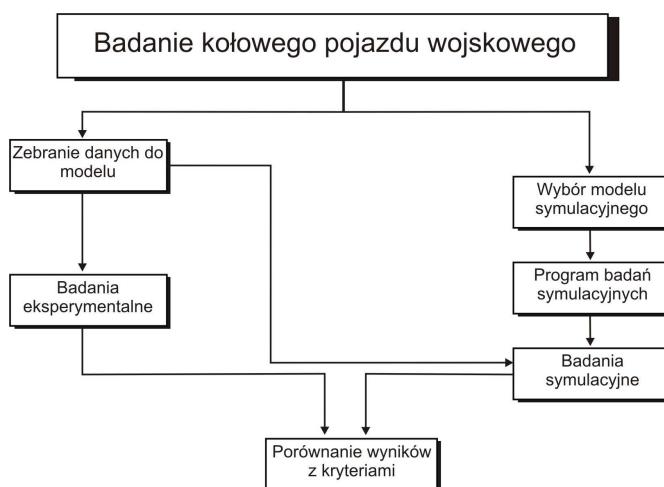 Badanie kołowego pojazdu wojskowego
Zebranie danych do
modelu
Wybór modelu
symulacyjnego
Badania
eksperymentalne
Program badań
symulacyjnych
Badania
symulacyjne
Porównanie wyników
z kryteriami